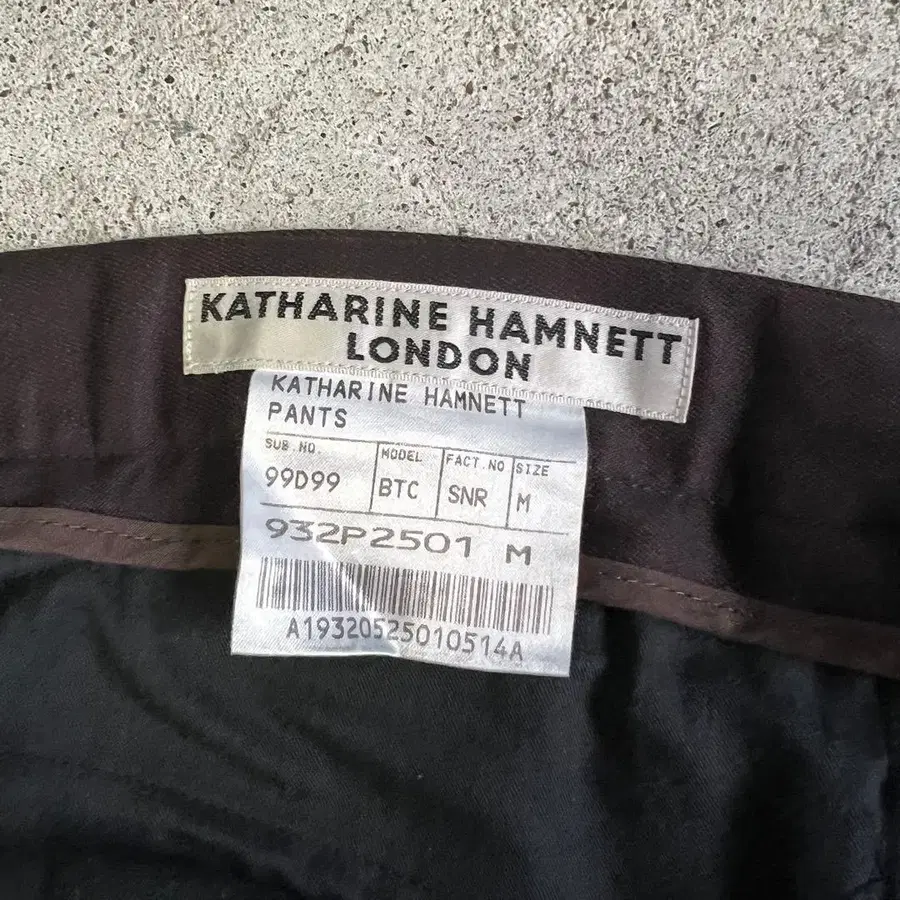 KATHARINE HAMNETT
LONDON
KATHARINE HAMNETT
PANTS
SUB.NO. MODEL FACT.NO SIZE
99D99 BTC SNR M
932P2501 M
A19320525010514A